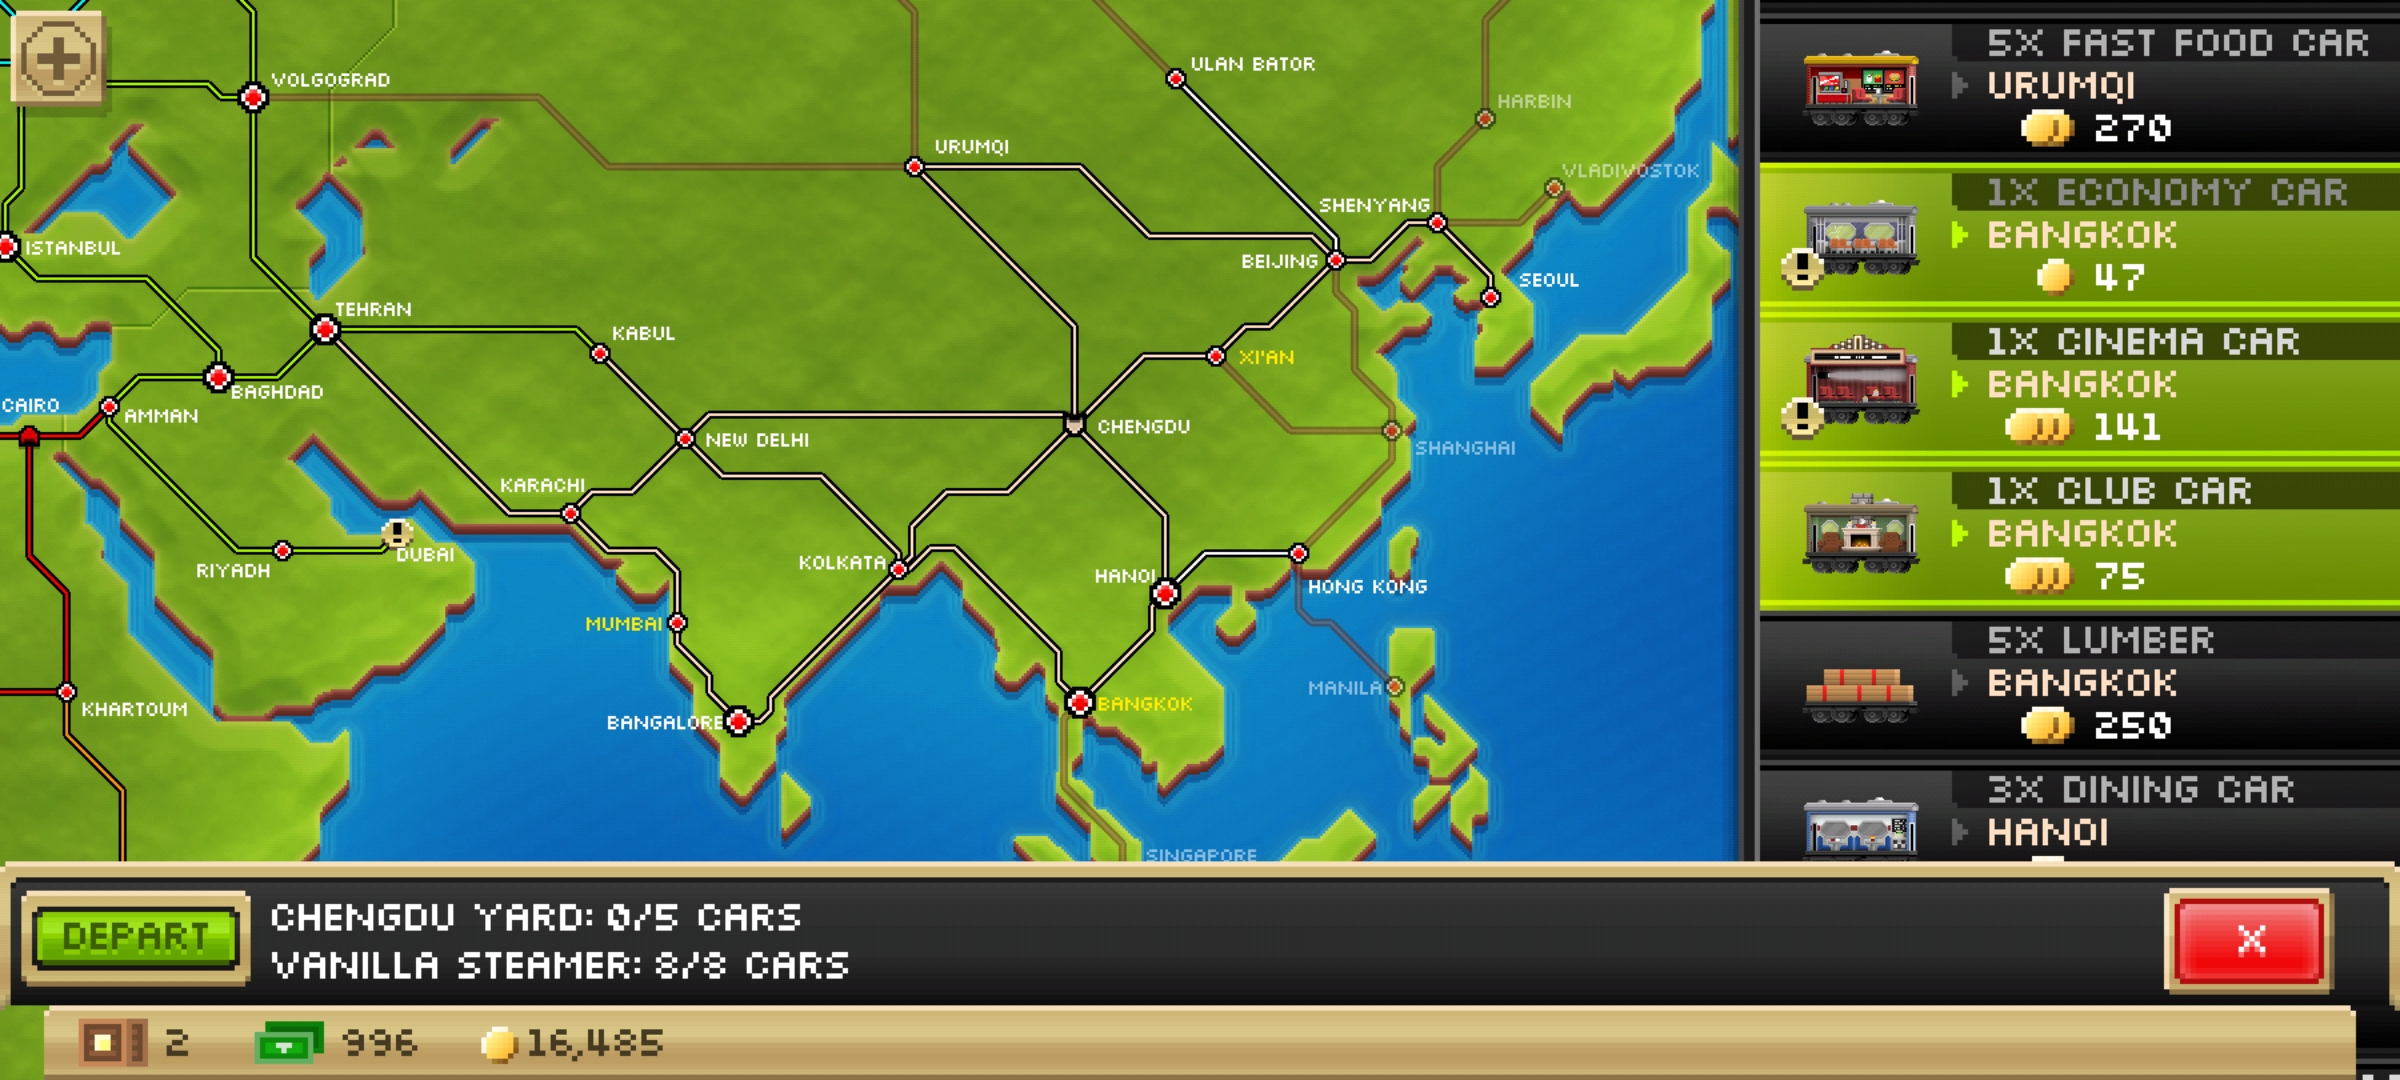 VOLGOGRAD
ULAN BATOR
HARBIN
URUMQI
VLADIVOSTOK
SHENYANG
ISTANBUL
BEIJING
SEOUL
TEHRAN
KABUL
XI'AN
BAGHDAD
CAIRO
AMMAN
CHENGDU
NEW DELHI
SHANGHAI
KARACHI
DUBAI
KOLKATA
RIYADH
HANOI
HONG KONG
MUMBAI
MANILA
KHARTOUM
BANGKOK
BANGALORE
SINGAPORE
5X FAST FOOD CAR
URUMQI
270
1X ECONOMY CAR
BANGKOK
47
1X CINEMA CAR
BANGKOK
141
1X CLUB CAR
BANGKOK
75
5X LUMBER
BANGKOK
250
3X DINING CAR
HANOI
DEPART
CHENGDU YARD: 0/5 CARS
VANILLA STEAMER: 8/8 CARS
X
2
996
16,485